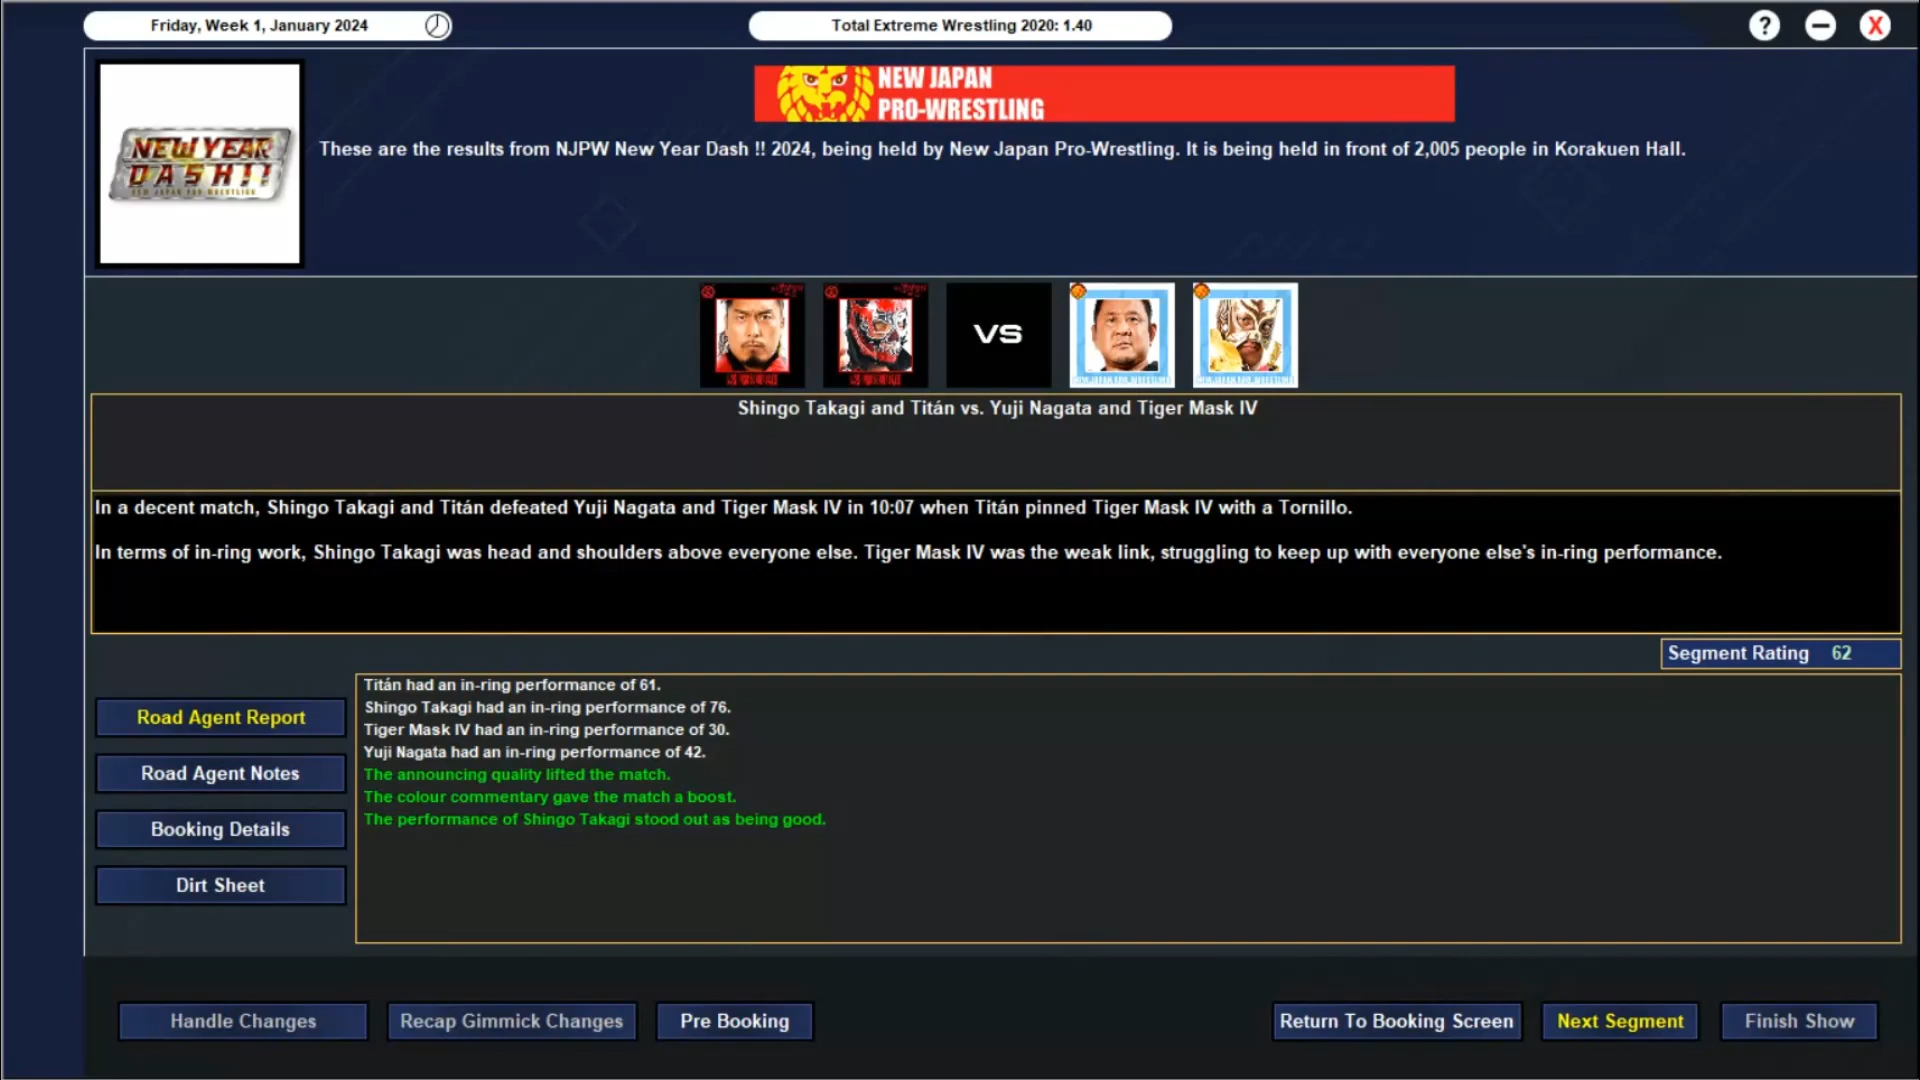 Friday, Week 1, January 2024
Total Extreme Wrestling 2020: 1.40
?
X
NEW JAPAN
PRO-WRESTLING
NEW YEAR
DASH!!
NEW JAPAN PRO WRESTLING
These are the results from NJPW New Year Dash !! 2024, being held by New Japan Pro-Wrestling. It is being held in front of 2,005 people in Korakuen Hall.
VS
Shingo Takagi and Titán vs. Yuji Nagata and Tiger Mask IV
In a decent match, Shingo Takagi and Titán defeated Yuji Nagata and Tiger Mask IV in 10:07 when Titán pinned Tiger Mask IV with a Tornillo.
In terms of in-ring work, Shingo Takagi was head and shoulders above everyone else. Tiger Mask IV was the weak link, struggling to keep up with everyone else's in-ring performance.
Segment Rating 62
Road Agent Report
Road Agent Notes
Booking Details
Dirt Sheet
Titán had an in-ring performance of 61.
Shingo Takagi had an in-ring performance of 76.
Tiger Mask IV had an in-ring performance of 30.
Yuji Nagata had an in-ring performance of 42.
The announcing quality lifted the match.
The colour commentary gave the match a boost.
The performance of Shingo Takagi stood out as being good.
Handle Changes
Recap Gimmick Changes
Pre Booking
Return To Booking Screen
Next Segment
Finish Show